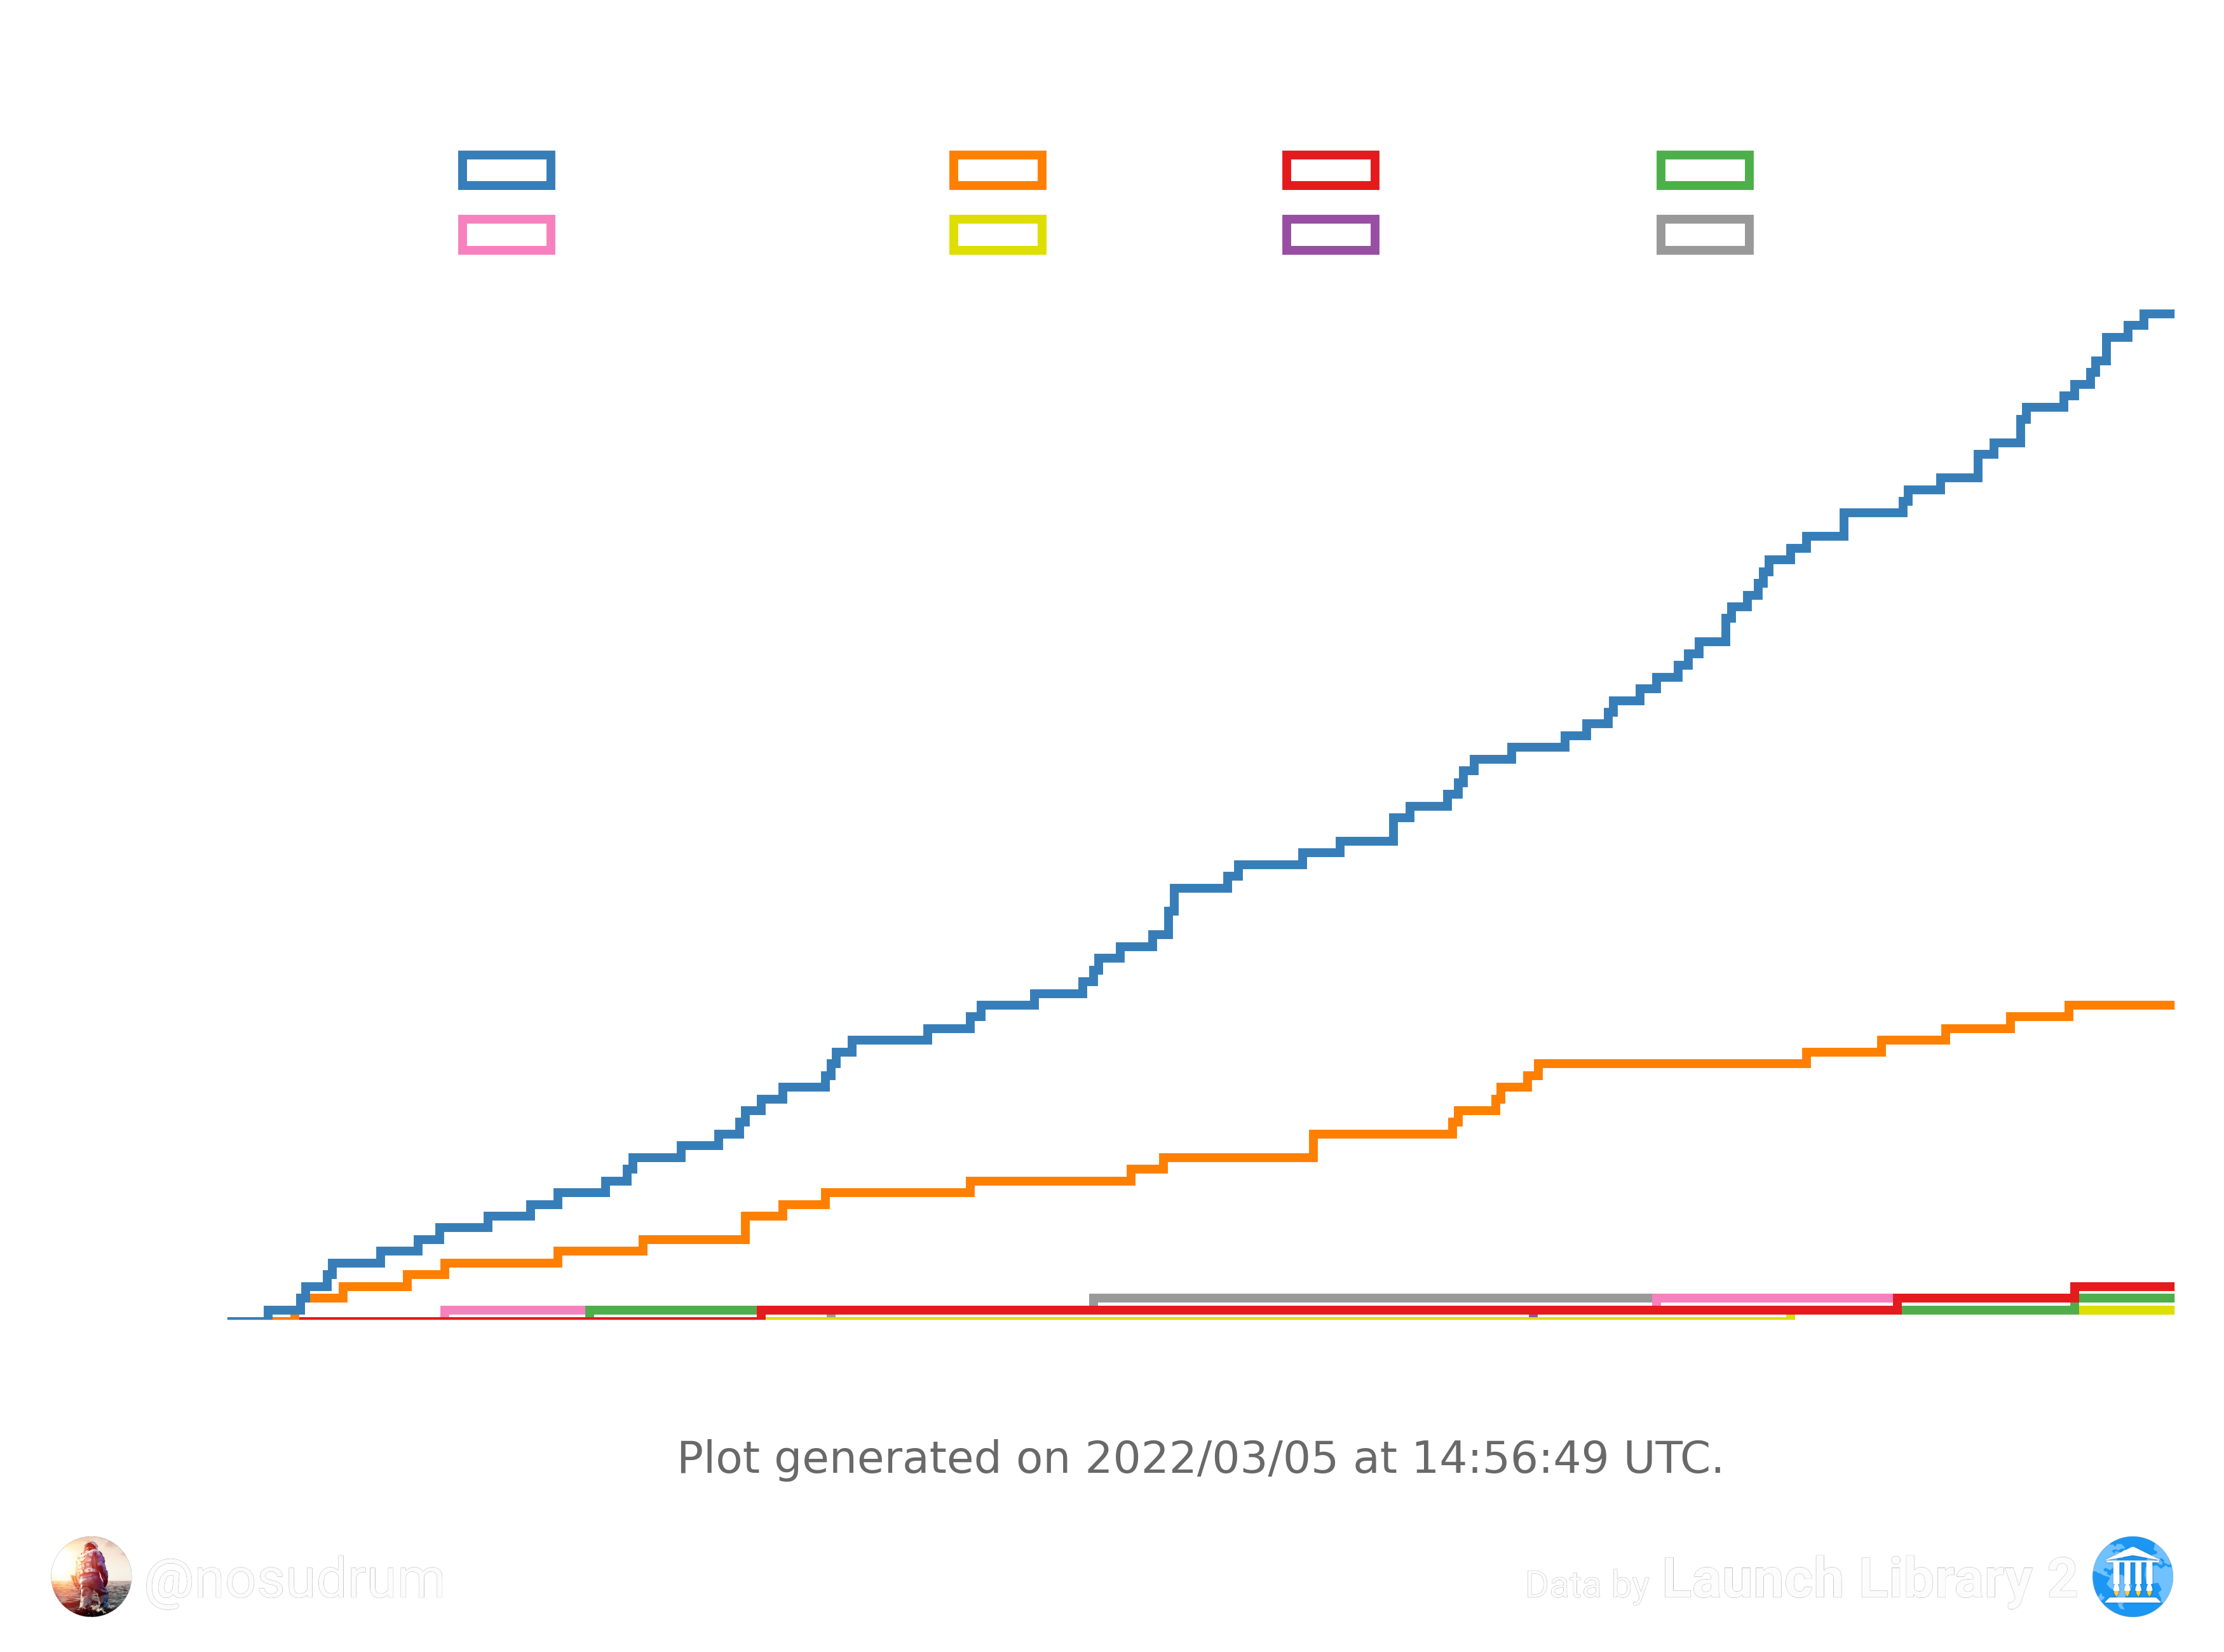 Plot generated on 2022/03/05 at 14:56:49 UTC.
@nosudrum
Data by Launch Library 2